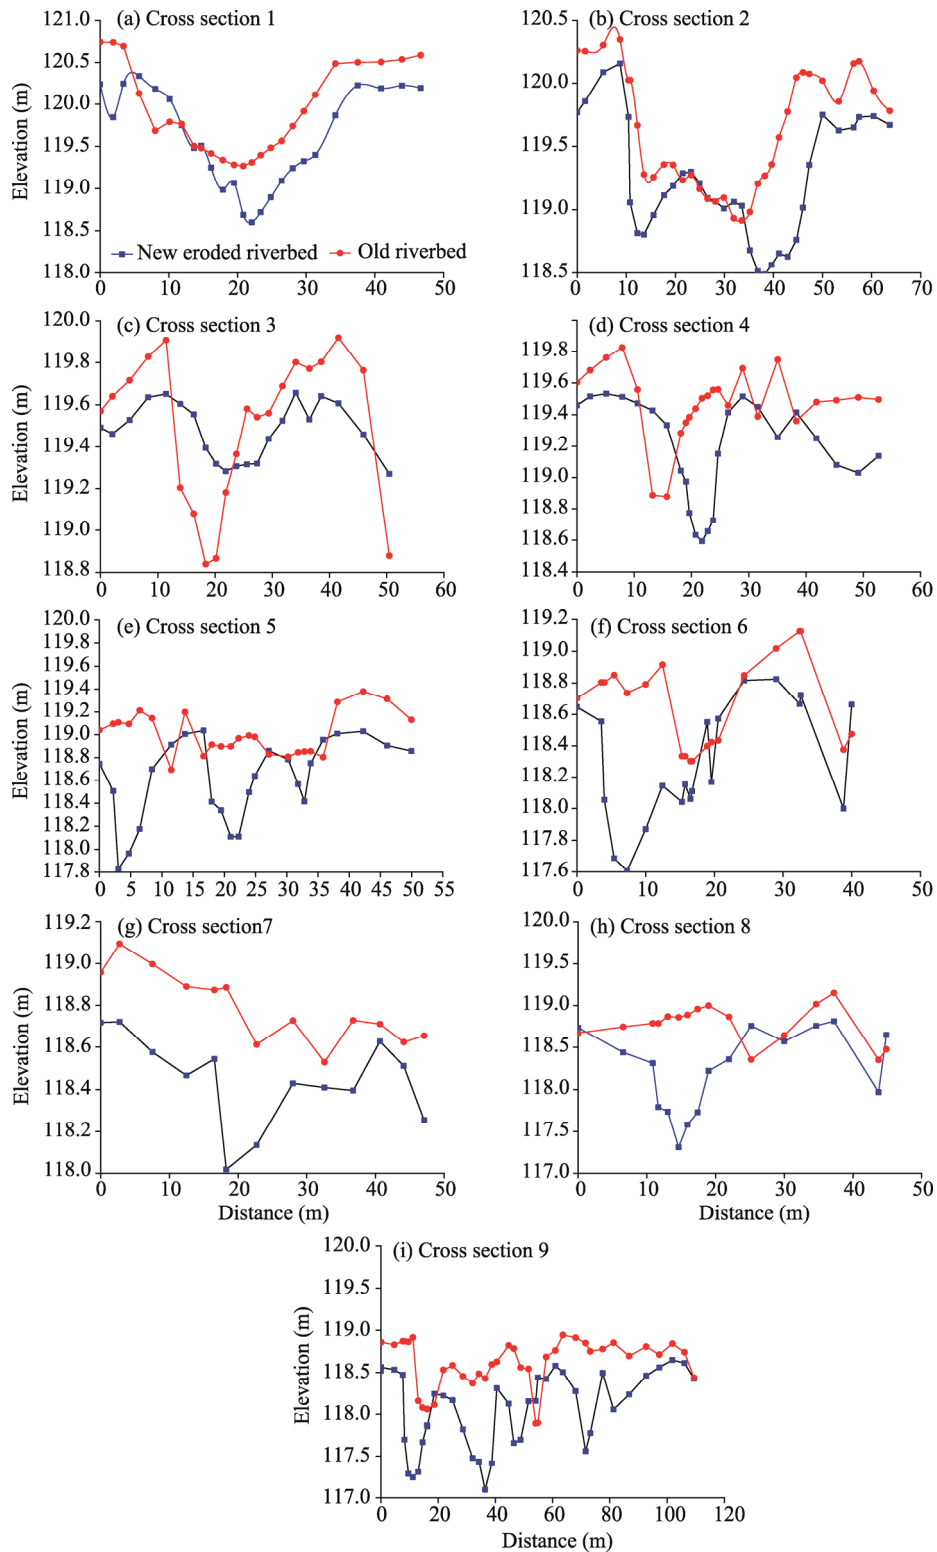 (a) Cross section 1
121.0
120.5
120.0
119.5
119.0
118.5
118.0
Elevation (m)
New eroded riverbed
Old riverbed
0 10 20 30 40 50
(b) Cross section 2
120.5
120.0
119.5
119.0
118.5
0 10 20 30 40 50 60 70
(c) Cross section 3
120.0
119.8
119.6
119.4
119.2
119.0
118.8
Elevation (m)
0 10 20 30 40 50 60
(d) Cross section 4
119.8
119.6
119.4
119.2
119.0
118.8
118.6
118.4
0 10 20 30 40 50 60
(e) Cross section 5
120.0
119.8
119.6
119.4
119.2
119.0
118.8
118.6
118.4
118.2
118.0
117.8
Elevation (m)
0 5 10 15 20 25 30 35 40 45 50 55
(f) Cross section 6
119.2
119.0
118.8
118.6
118.4
118.2
118.0
117.8
117.6
0 10 20 30 40 50
(g) Cross section7
119.2
119.0
118.8
118.6
118.4
118.2
118.0
Elevation (m)
0 10 20 30 40 50
Distance (m)
(h) Cross section 8
120.0
119.5
119.0
118.5
118.0
117.5
117.0
0 10 20 30 40 50
Distance (m)
(i) Cross section 9
120.0
119.5
119.0
118.5
118.0
117.5
117.0
Elevation (m)
0 20 40 60 80 100 120
Distance (m)